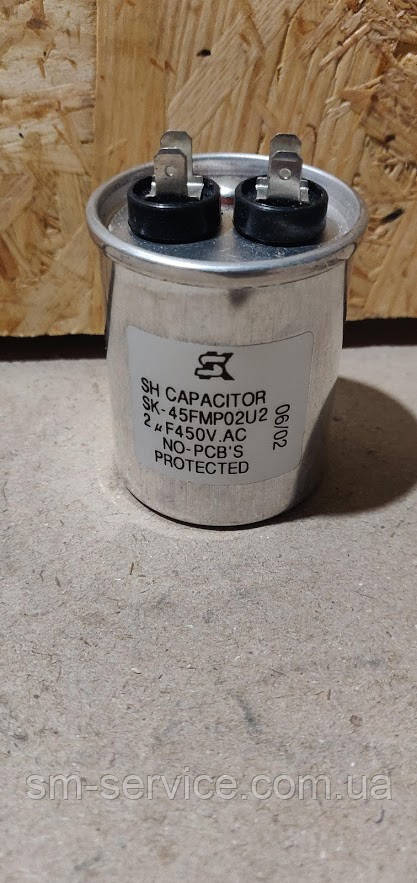 SH CAPACITOR
SK-45FMP02U2
2μF450V.AC
NO-PCB'S
PROTECTED
06/02
sm-service.com.ua